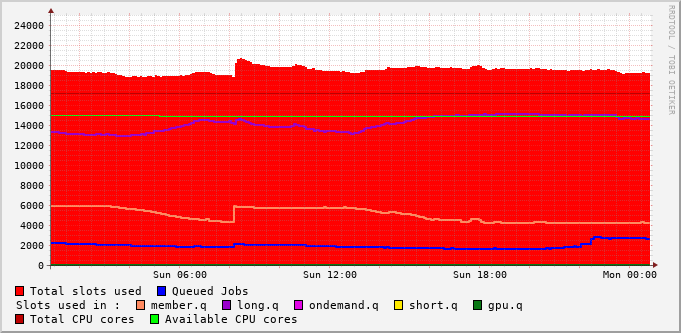 RRDTOOL / TOBI OETIKER
24000
22000
20000
18000
16000
14000
12000
10000
8000
6000
4000
2000
0
Sun 06:00 Sun 12:00 Sun 18:00 Mon 00:00
Total slots used Queued Jobs
Slots used in : member.q long.q ondemand.q short.q gpu.q
Total CPU cores Available CPU cores